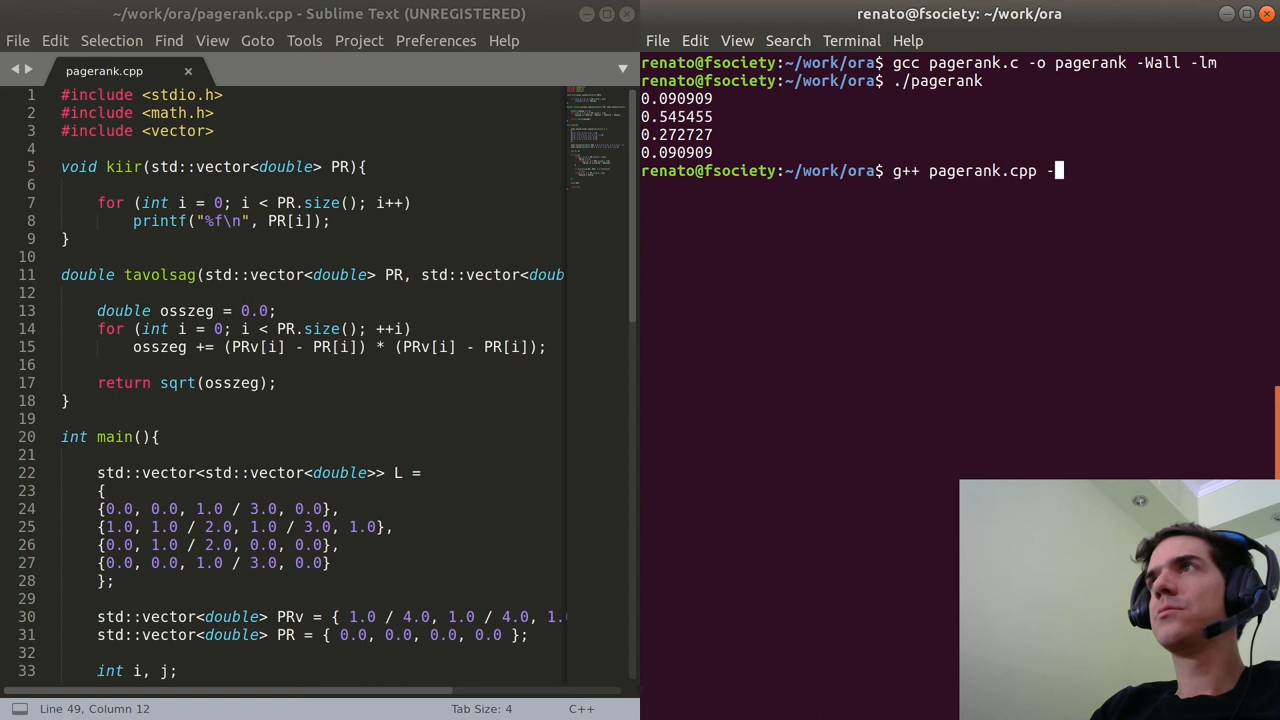 ~/work/ora/pagerank.cpp - Sublime Text (UNREGISTERED)
File Edit Selection Find View Goto Tools Project Preferences Help
pagerank.cpp
1 #include <stdio.h>
2 #include <math.h>
3 #include <vector>
4
5 void kiir(std::vector<double> PR){
6
7 for (int i = 0; i < PR.size(); i++)
8 printf("%f\n", PR[i]);
9 }
10
11 double tavolsag(std::vector<double> PR, std::vector<doub
12
13 double osszeg = 0.0;
14 for (int i = 0; i < PR.size(); ++i)
15 osszeg += (PRv[i] - PR[i]) * (PRv[i] - PR[i]);
16
17 return sqrt(osszeg);
18 }
19
20 int main(){
21
22 std::vector<std::vector<double>> L =
23 {
24 {0.0, 0.0, 1.0 / 3.0, 0.0},
25 {1.0, 1.0 / 2.0, 1.0 / 3.0, 1.0},
26 {0.0, 1.0 / 2.0, 0.0, 0.0},
27 {0.0, 0.0, 1.0 / 3.0, 0.0}
28 };
29
30 std::vector<double> PRv = { 1.0 / 4.0, 1.0 / 4.0, 1.
31 std::vector<double> PR = { 0.0, 0.0, 0.0, 0.0 };
32
33 int i, j;
Line 49, Column 12 Tab Size: 4 C++
renato@fsociety: ~/work/ora
File Edit View Search Terminal Help
renato@fsociety:~/work/ora$ gcc pagerank.c -o pagerank -Wall -lm
renato@fsociety:~/work/ora$ ./pagerank
0.090909
0.545455
0.272727
0.090909
renato@fsociety:~/work/ora$ g++ pagerank.cpp -